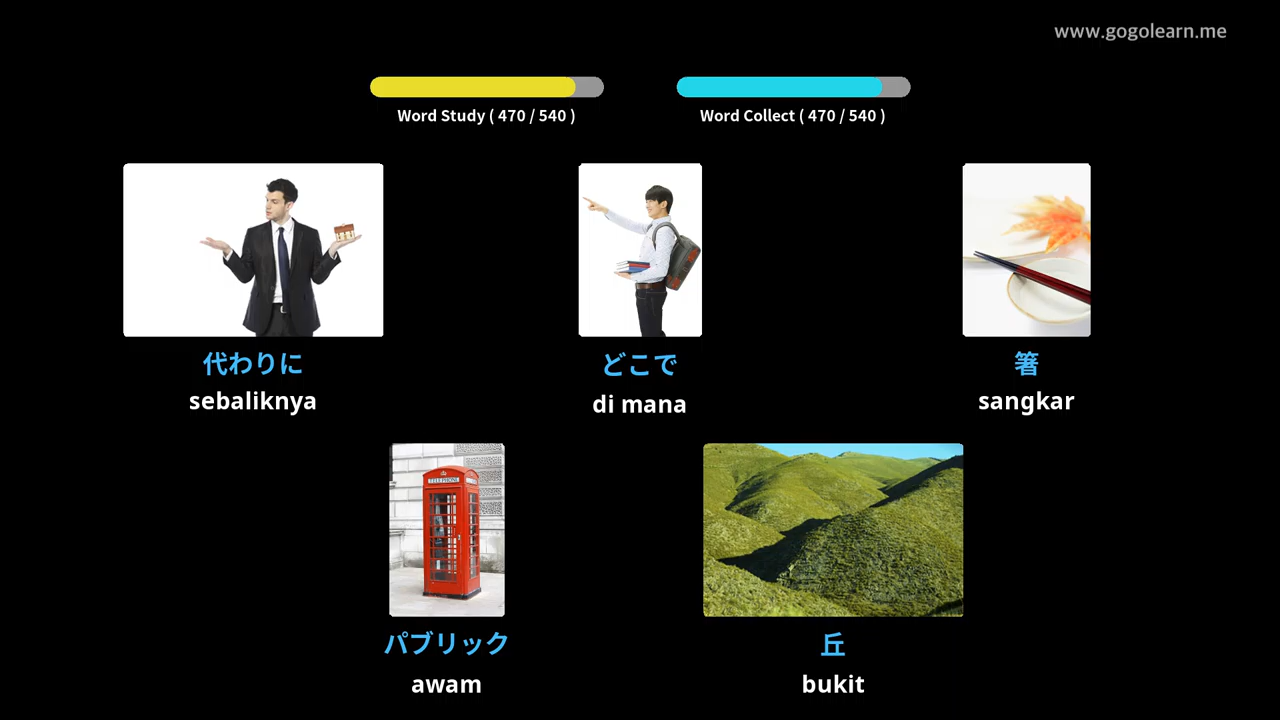 www.gogolearn.me
Word Study ( 470 / 540 )
Word Collect ( 470 / 540 )
代わりに
sebaliknya
どこで
di mana
箸
sangkar
TELEPHONE
パブリック
awam
丘
bukit